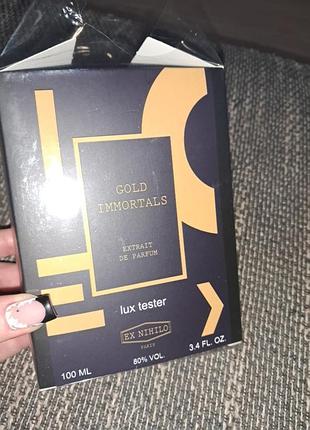 GOLD
IMMORTALS
EXTRAIT
DE PARFUM
lux tester
EX NIHILO
PARIS
100 ML
80% VOL.
3.4 FL. OZ.